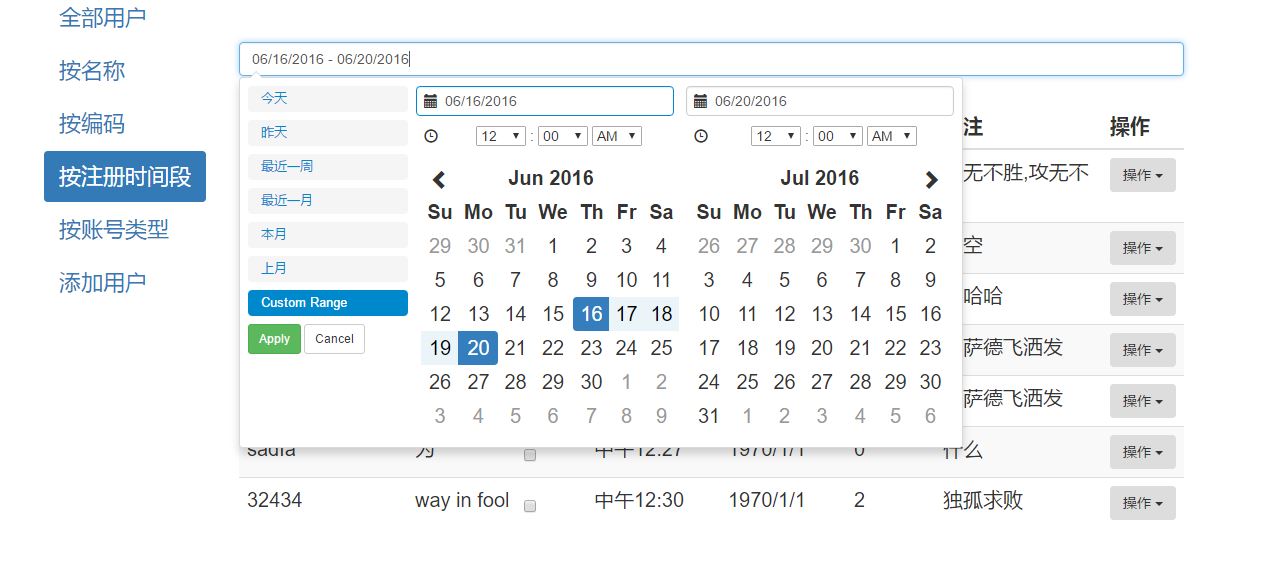 全部用户
按名称
按编码
按注册时间段
按账号类型
添加用户
06/16/2016 - 06/20/2016
今天
昨天
最近一周
最近一月
本月
上月
Custom Range
Apply Cancel
06/16/2016
12 : 00 AM
Jun 2016
Su Mo Tu We Th Fr Sa
29 30 31 1 2 3 4
5 6 7 8 9 10 11
12 13 14 15 16 17 18
19 20 21 22 23 24 25
26 27 28 29 30 1 2
3 4 5 6 7 8 9
06/20/2016
12 : 00 AM
Jul 2016
Su Mo Tu We Th Fr Sa
26 27 28 29 30 1 2
3 4 5 6 7 8 9
10 11 12 13 14 15 16
17 18 19 20 21 22 23
24 25 26 27 28 29 30
31 1 2 3 4 5 6
注 操作
无不胜,攻无不 操作
空 操作
哈哈 操作
萨德飞洒发 操作
萨德飞洒发 操作
sadfa 为 中午12:27 1970/1/1 0 什么 操作
32434 way in fool 中午12:30 1970/1/1 2 独孤求败 操作